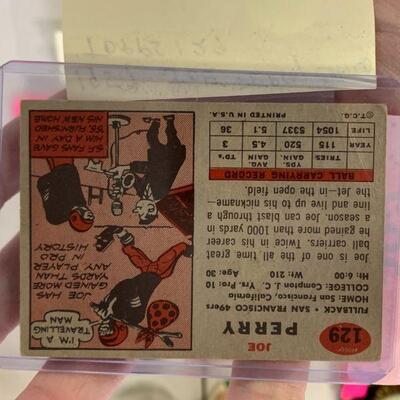 129
JOE
PERRY
FULLBACK • SAN FRANCISCO 49ers
HOME: San Francisco, California
COLLEGE: Compton J. C. Yrs. Pro: 10
Ht: 6:00 Wt: 210 Age: 30
One of the great, all time, ball
carriers. Twice in his career
he gained more than 1000 yards in
a season. Joe can blast through a
line and live up to his nickname—
the —Jet— in the open field.
BALL CARRYING RECORD
TRIES YDS. GAIN AVG. GAIN TD's
YEAR 115 520 4.5 3
LIFE 1054 5337 5.1 36
©T.C.G. PRINTED IN U.S.A.
I'M A
TRAVELLING
MAN
JOE HAS
GAINED MORE
YARDS THAN
ANY PLAYER
IN PRO
HISTORY
S.F. FANS GAVE
HIM A DAY IN
'55, FURNISHED
HIS NEW HOME